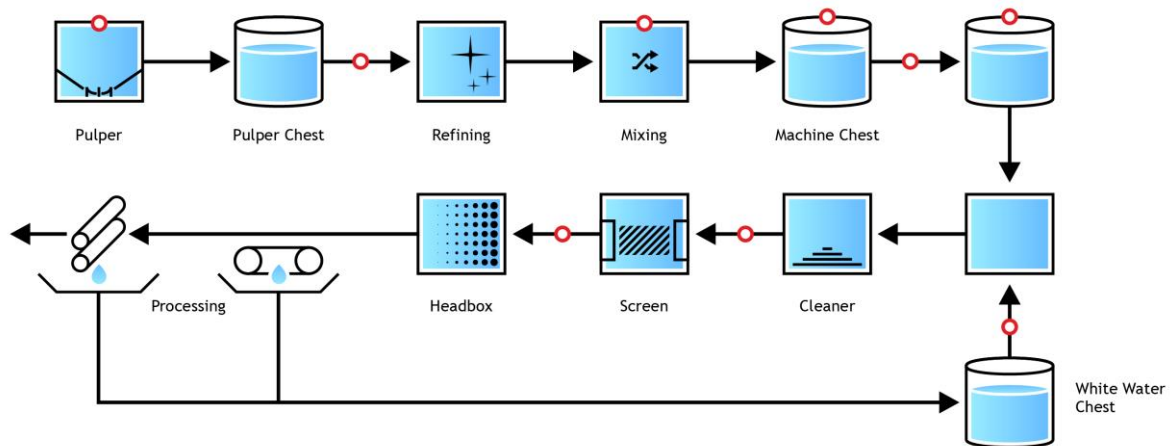 Pulper
Pulper Chest
Refining
Mixing
Machine Chest
Processing
Headbox
Screen
Cleaner
White Water
Chest